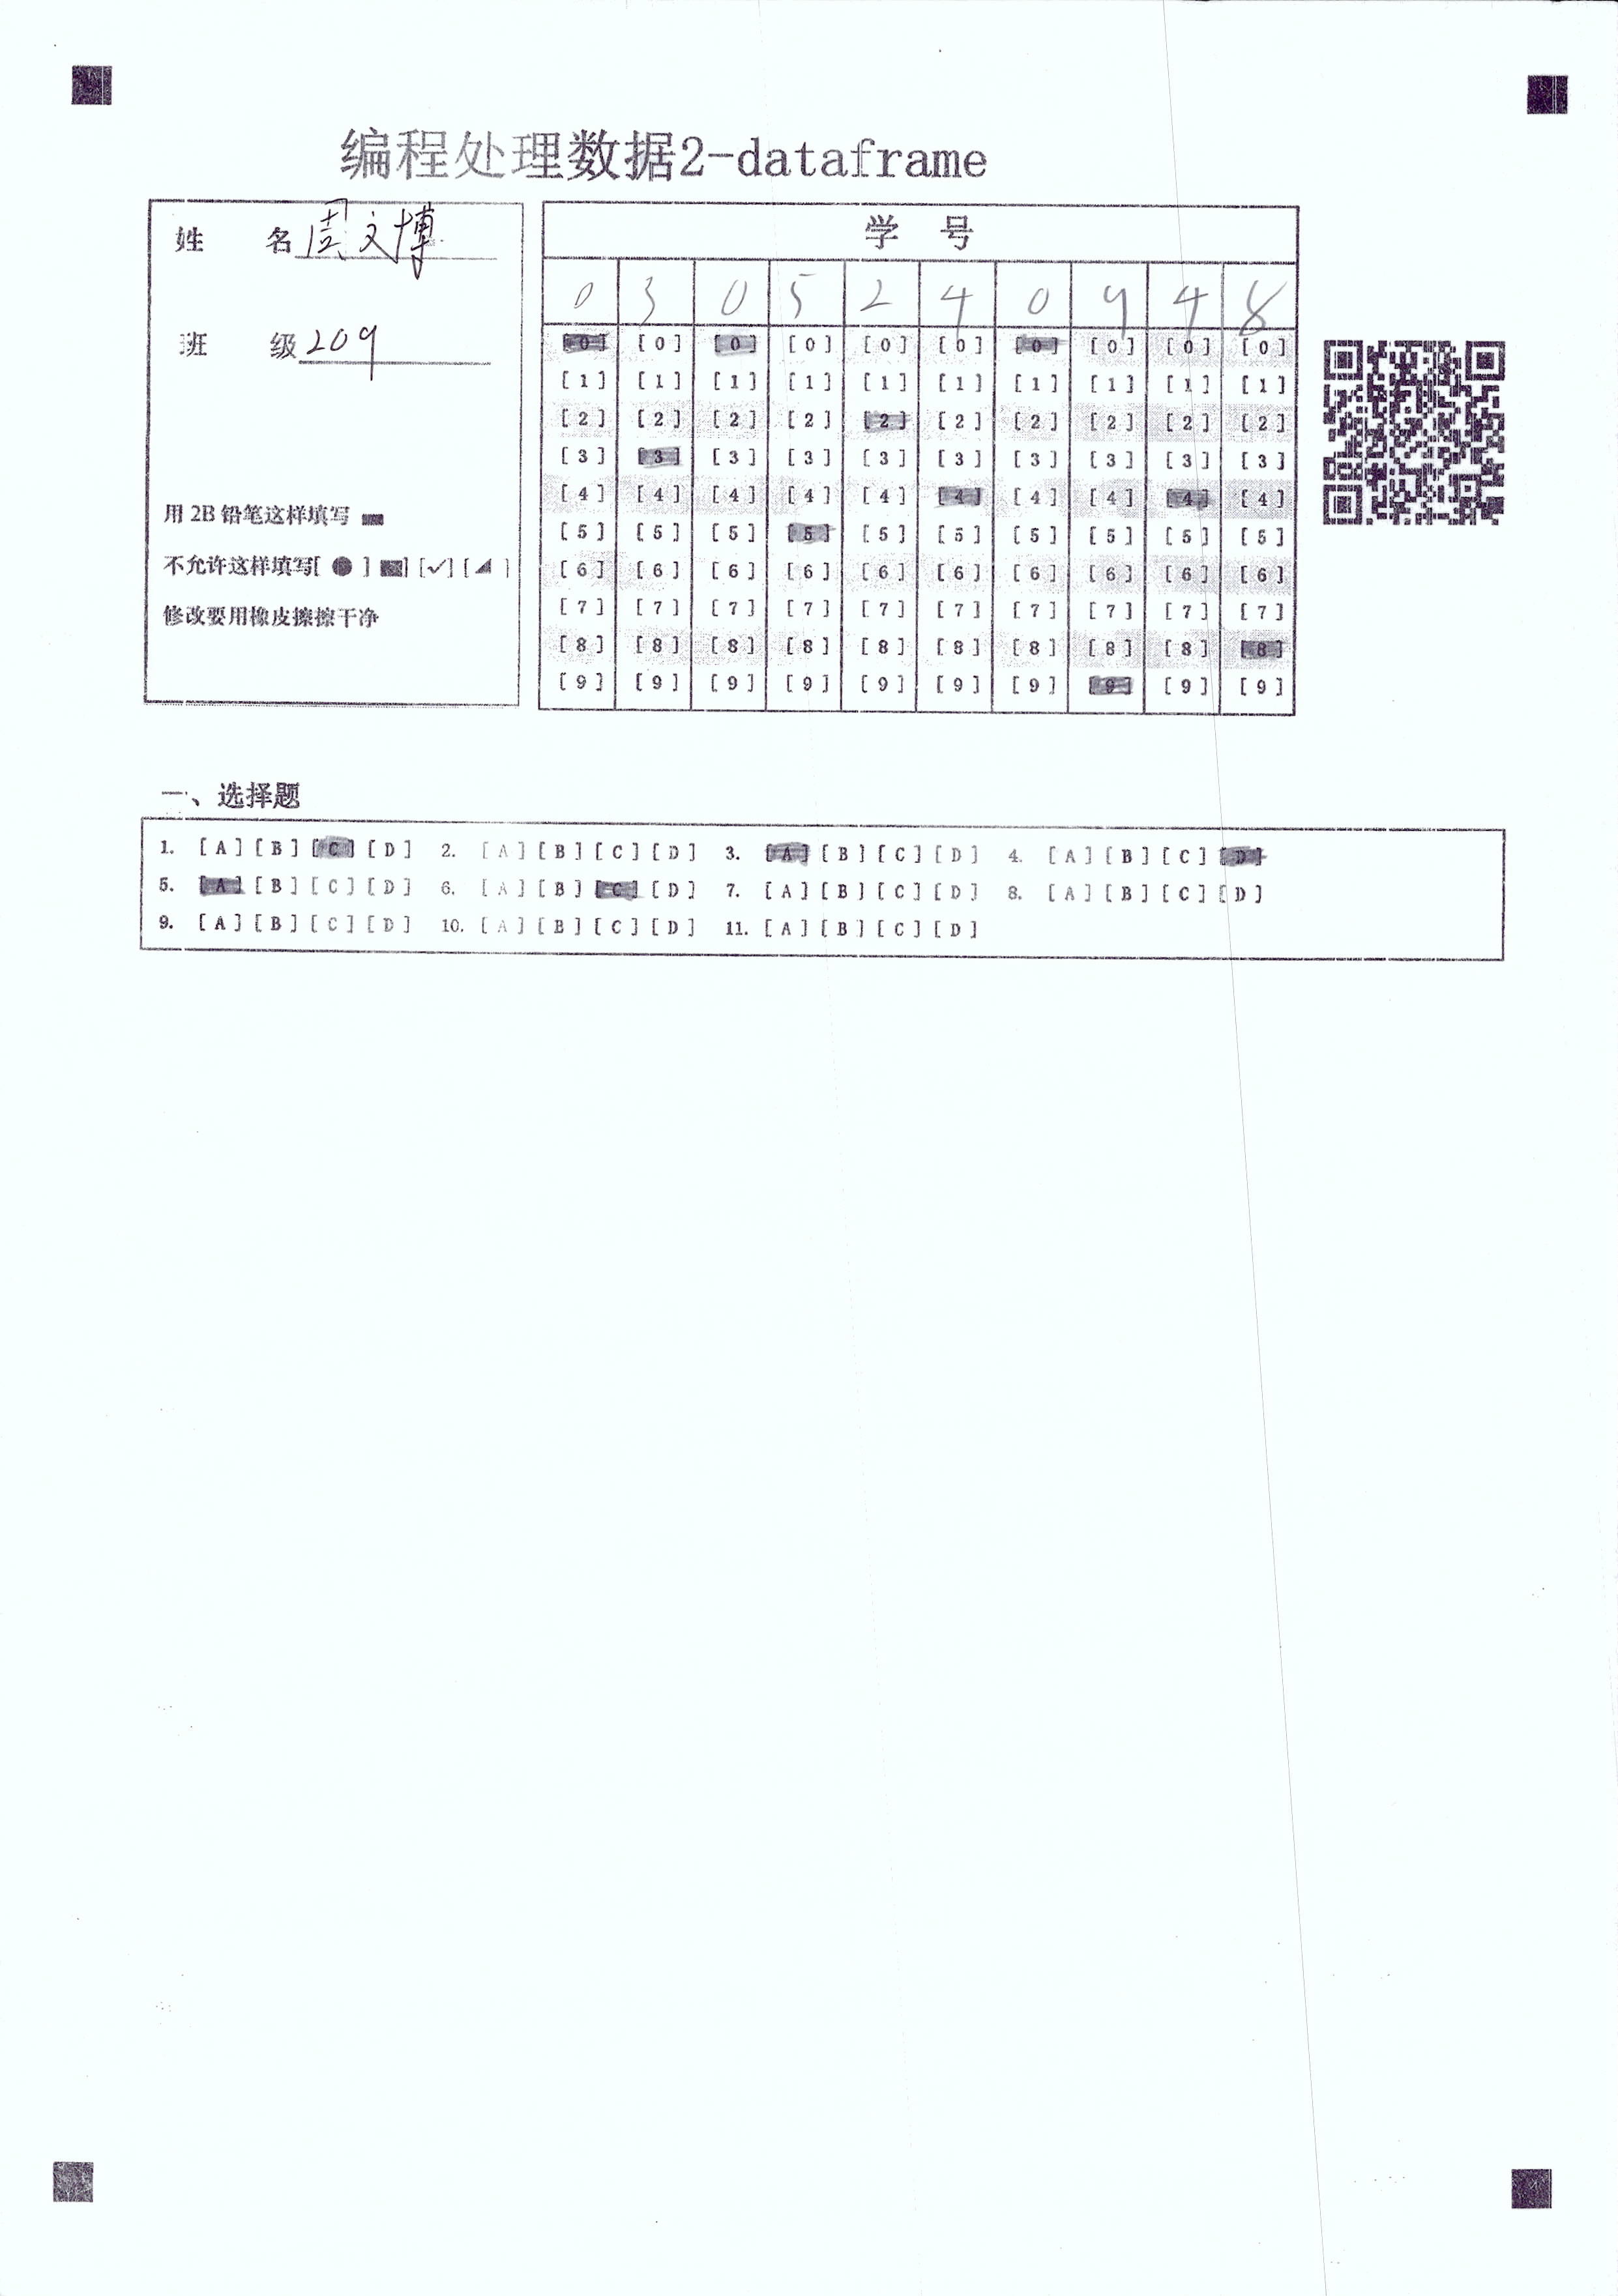 编程处理数据2-dataframe
姓 名 周文博
班 级 209
用 2B 铅笔这样填写
不允许这样填写[ ● ] [✓] [◢ ]
修改要用橡皮擦擦干净
学 号
0 3 0 5 2 4 0 9 4 8
[0] [0] [0] [0] [0] [0] [0] [0] [0] [0]
[1] [1] [1] [1] [1] [1] [1] [1] [1] [1]
[2] [2] [2] [2] [2] [2] [2] [2] [2] [2]
[3] [3] [3] [3] [3] [3] [3] [3] [3] [3]
[4] [4] [4] [4] [4] [4] [4] [4] [4] [4]
[5] [5] [5] [5] [5] [5] [5] [5] [5] [5]
[6] [6] [6] [6] [6] [6] [6] [6] [6] [6]
[7] [7] [7] [7] [7] [7] [7] [7] [7] [7]
[8] [8] [8] [8] [8] [8] [8] [8] [8] [8]
[9] [9] [9] [9] [9] [9] [9] [9] [9] [9]
一、选择题
1. [A] [B] [C] [D] 2. [A] [B] [C] [D] 3. [A] [B] [C] [D] 4. [A] [B] [C] [D]
5. [A] [B] [C] [D] 6. [A] [B] [C] [D] 7. [A] [B] [C] [D] 8. [A] [B] [C] [D]
9. [A] [B] [C] [D] 10. [A] [B] [C] [D] 11. [A] [B] [C] [D]